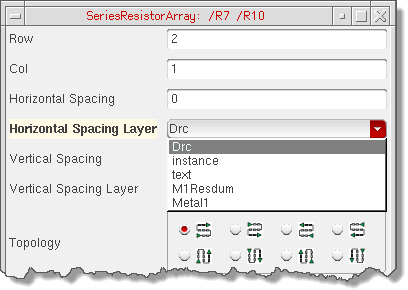 SeriesResistorArray: /R7 /R10
Row 2
Col 1
Horizontal Spacing 0
Horizontal Spacing Layer Drc
Drc
Vertical Spacing instance
text
Vertical Spacing Layer M1Resdum
Metal1
Topology